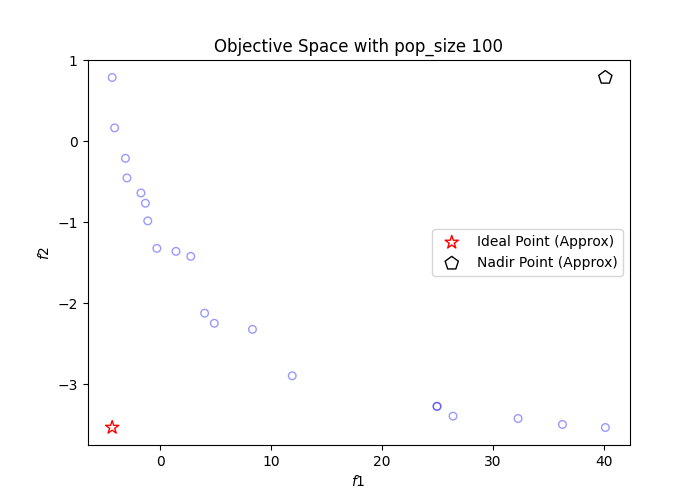 Objective Space with pop_size 100
1
0
−1
−2
−3
f2
Ideal Point (Approx)
Nadir Point (Approx)
0
10
20
30
40
f1